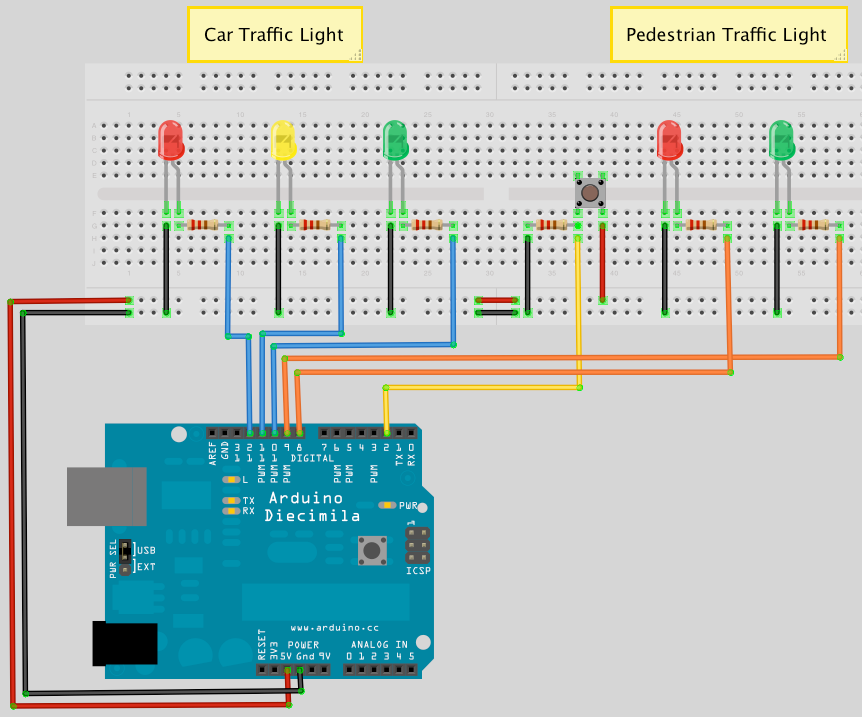 Car Traffic Light
Pedestrian Traffic Light
AREF
GND
13
12
11
10
9
8
7
6
5
4
3
2
1
0
PWM
PWM
PWM
PWM
PWM
PWM
TX
RX
DIGITAL
L
TX
RX
Arduino
Diecimila
PWR
1
PWR SEL
USB
EXT
ICSP
www.arduino.cc
RESET
3V3
5V
Gnd
9V
POWER
ANALOG IN
0 1 2 3 4 5